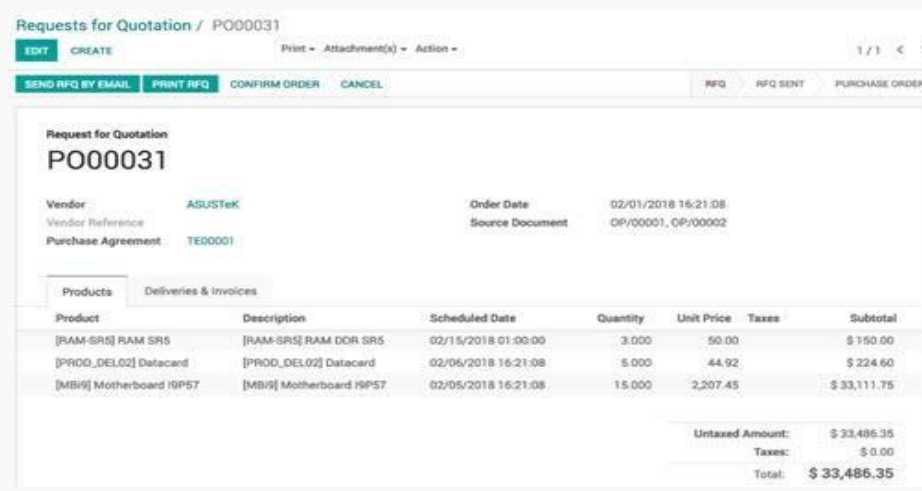 Requests for Quotation / PO00031
EDIT CREATE Print Attachment(s) Action 1 / 1
SEND RFQ BY EMAIL PRINT RFQ CONFIRM ORDER CANCEL RFQ RFQ SENT PURCHASE ORDER
Request for Quotation
PO00031
Vendor ASUSTeK Order Date 02/01/2018 16:21:08
Vendor Reference Source Document OP/00001, OP/00002
Purchase Agreement TE00001
Products Deliveries & Invoices
Product Description Scheduled Date Quantity Unit Price Taxes Subtotal
[RAM-SR5] RAM SR5 [RAM-SR5] RAM DDR SR5 02/15/2018 01:00:00 3.000 50.00 $ 150.00
[PROD_DEL02] Datacard [PROD_DEL02] Datacard 02/06/2018 16:21:08 5.000 44.92 $ 224.60
[MBi9] Motherboard I9P57 [MBi9] Motherboard I9P57 02/05/2018 16:21:08 15.000 2,207.45 $ 33,111.75
Untaxed Amount: $ 33,486.35
Taxes: $ 0.00
Total: $ 33,486.35